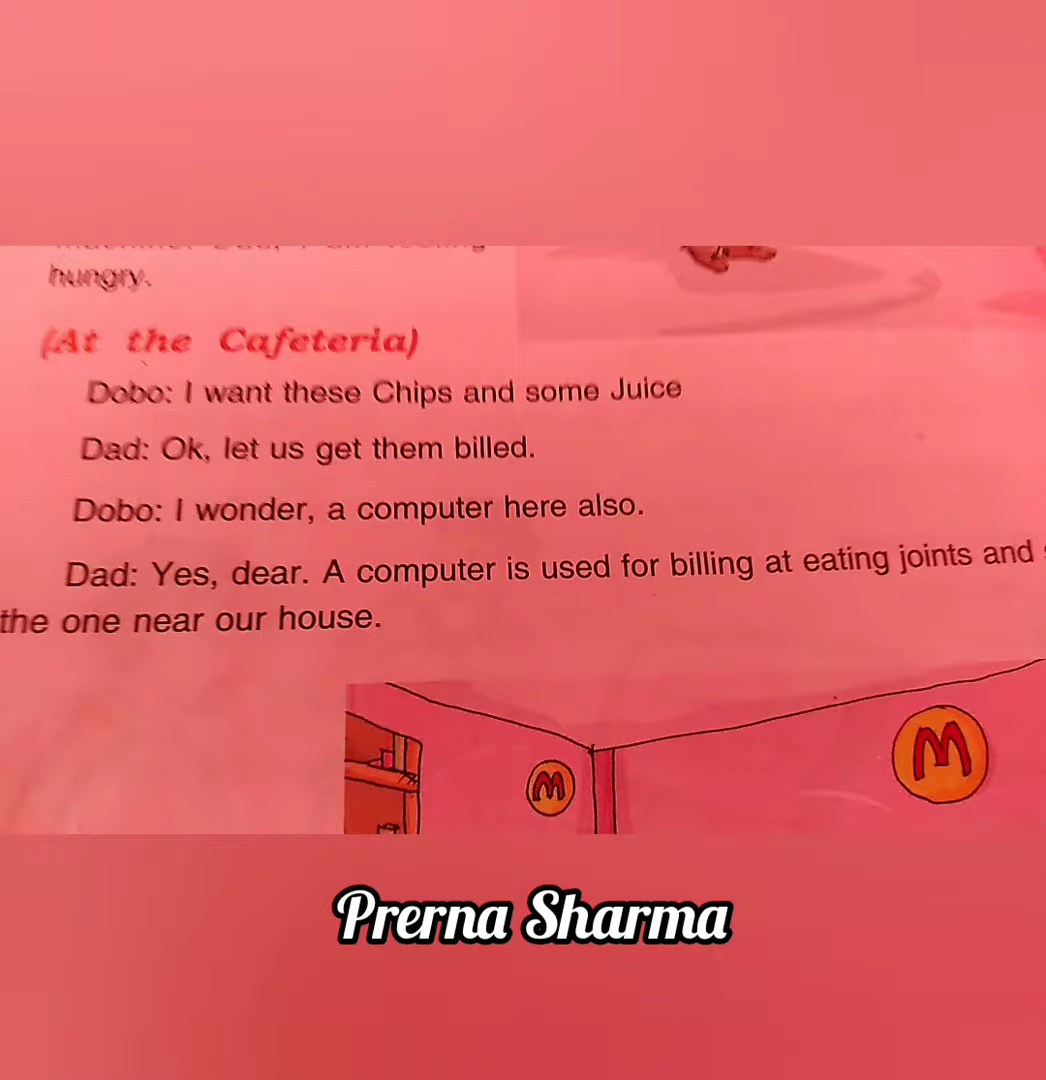 hungry.
(At the Cafeteria)
Dobo: I want these Chips and some Juice
Dad: Ok, let us get them billed.
Dobo: I wonder, a computer here also.
Dad: Yes, dear. A computer is used for billing at eating joints and
the one near our house.
M
M
Prerna Sharma